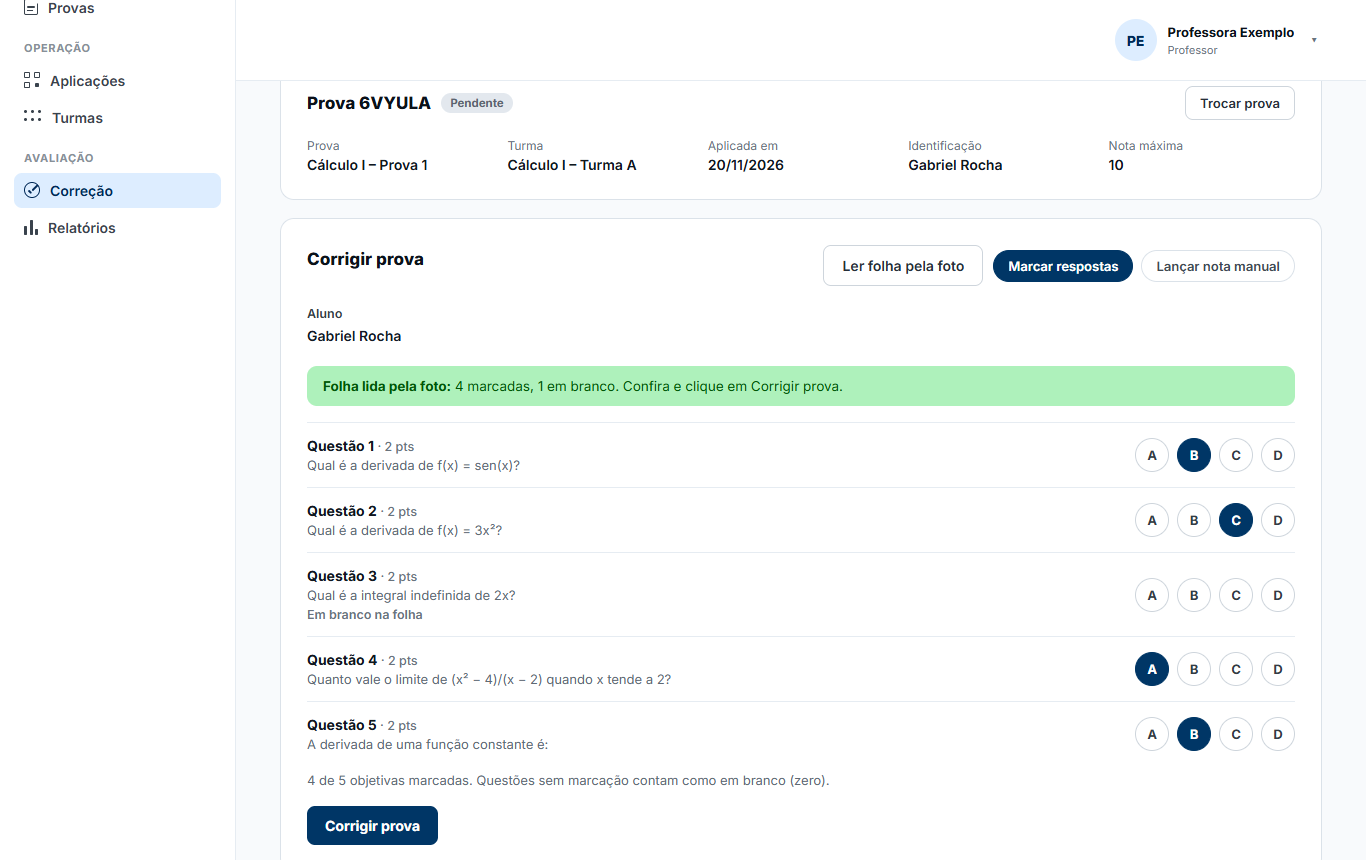 Provas
OPERAÇÃO
Aplicações
Turmas
AVALIAÇÃO
Correção
Relatórios
PE
Professora Exemplo
Professor
Prova 6VYULA
Pendente
Trocar prova
Prova
Cálculo I – Prova 1
Turma
Cálculo I – Turma A
Aplicada em
20/11/2026
Identificação
Gabriel Rocha
Nota máxima
10
Corrigir prova
Ler folha pela foto
Marcar respostas
Lançar nota manual
Aluno
Gabriel Rocha
Folha lida pela foto: 4 marcadas, 1 em branco. Confira e clique em Corrigir prova.
Questão 1 · 2 pts
Qual é a derivada de f(x) = sen(x)?
A B C D
Questão 2 · 2 pts
Qual é a derivada de f(x) = 3x²?
A B C D
Questão 3 · 2 pts
Qual é a integral indefinida de 2x?
Em branco na folha
A B C D
Questão 4 · 2 pts
Quanto vale o limite de (x² − 4)/(x − 2) quando x tende a 2?
A B C D
Questão 5 · 2 pts
A derivada de uma função constante é:
A B C D
4 de 5 objetivas marcadas. Questões sem marcação contam como em branco (zero).
Corrigir prova